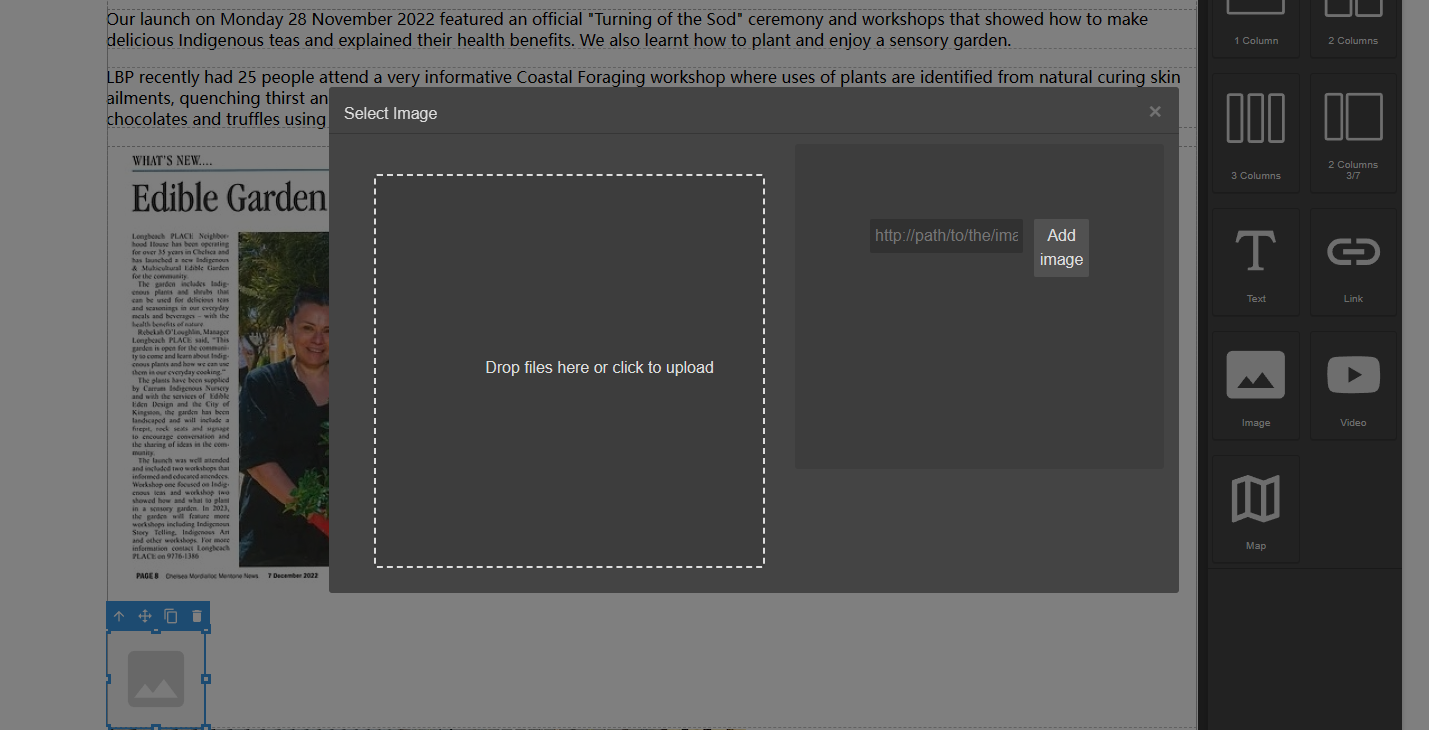 Our launch on Monday 28 November 2022 featured an official "Turning of the Sod" ceremony and workshops that showed how to make
delicious Indigenous teas and explained their health benefits. We also learnt how to plant and enjoy a sensory garden.
LBP recently had 25 people attend a very informative Coastal Foraging workshop where uses of plants are identified from natural curing skin
ailments, quenching thirst an
chocolates and truffles using
Select Image
×
Drop files here or click to upload
http://path/to/the/ima
Add
image
WHAT'S NEW....
Edible Garden
Longbeach PLACE Neighbor-
hood House has been operating
for over 35 years in Chelsea and
has launched a new Indigenous
& Multicultural Edible Garden
for the community.
The garden includes Indig-
enous plants and shrubs that
can be used for delicious teas
and seasonings in our everyday
meals and beverages – with the
health benefits of nature
Rebekah O'Loughlin, Manager
Longbeach PLACE said, "This
garden is open for the communi-
ty to come and learn about Indig-
enous plants and how we can use
them in our everyday cooking."
The plants have been supplied
by Carrum Indigenous Nursery
and with the services of Edible
Eden Design and the City of
Kingston, the garden has been
landscaped and will include a
firepit, rock seats and signage
to encourage conversation and
the sharing of ideas in the com-
munity.
The launch was well attended
and included two workshops that
informed and educated attendees.
Workshop one focused on Indig-
enous teas and workshop two
showed how and what to plant
in a sensory garden. In 2023,
the garden will feature more
workshops including Indigenous
Story Telling, Indigenous Art
and other workshops. For more
information contact Longbeach
PLACE on 9776-1386
PAGE 8 Chelsea Mordialloc Mentone News 7 December 2022
1 Column
2 Columns
3 Columns
2 Columns
3/7
Text
Link
Image
Video
Map